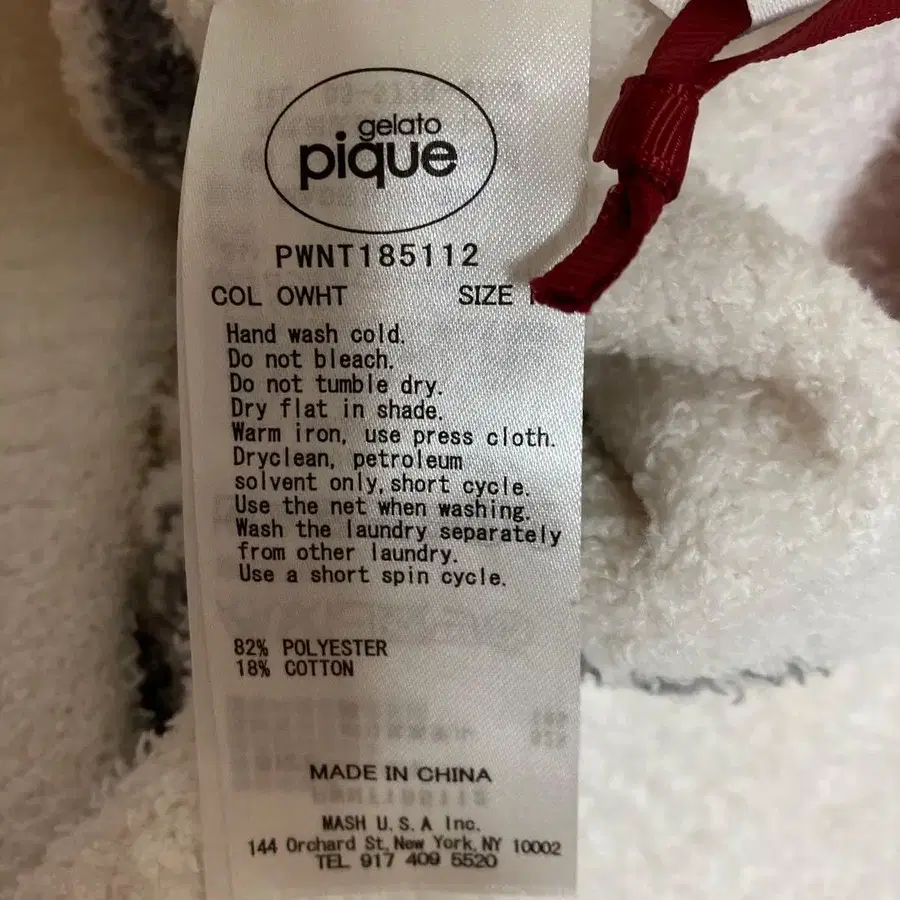 gelato
pique
PWNT185112
COL OWHT SIZE
Hand wash cold.
Do not bleach.
Do not tumble dry.
Dry flat in shade.
Warm iron, use press cloth.
Dryclean, petroleum
solvent only, short cycle.
Use the net when washing.
Wash the laundry separately
from other laundry.
Use a short spin cycle.
82% POLYESTER
18% COTTON
MADE IN CHINA
MASH U.S.A Inc.
144 Orchard St, New York, NY 10002
TEL 917 409 5520